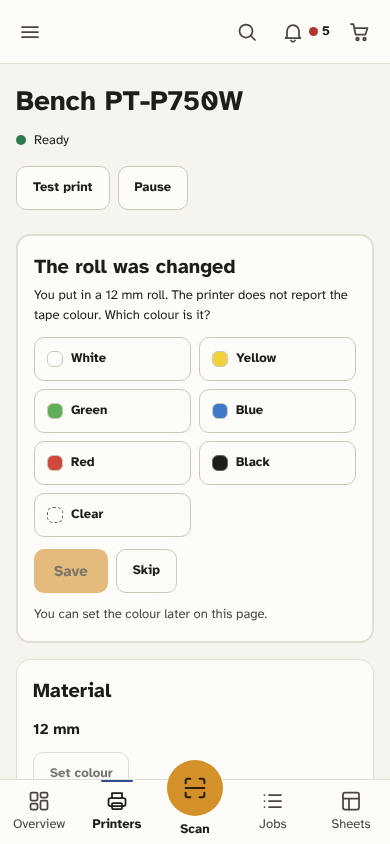 5
Bench PT-P750W
Ready
Test print
Pause
The roll was changed
You put in a 12 mm roll. The printer does not report the
tape colour. Which colour is it?
White
Yellow
Green
Blue
Red
Black
Clear
Save
Skip
You can set the colour later on this page.
Material
12 mm
Set colour
Overview
Printers
Scan
Jobs
Sheets